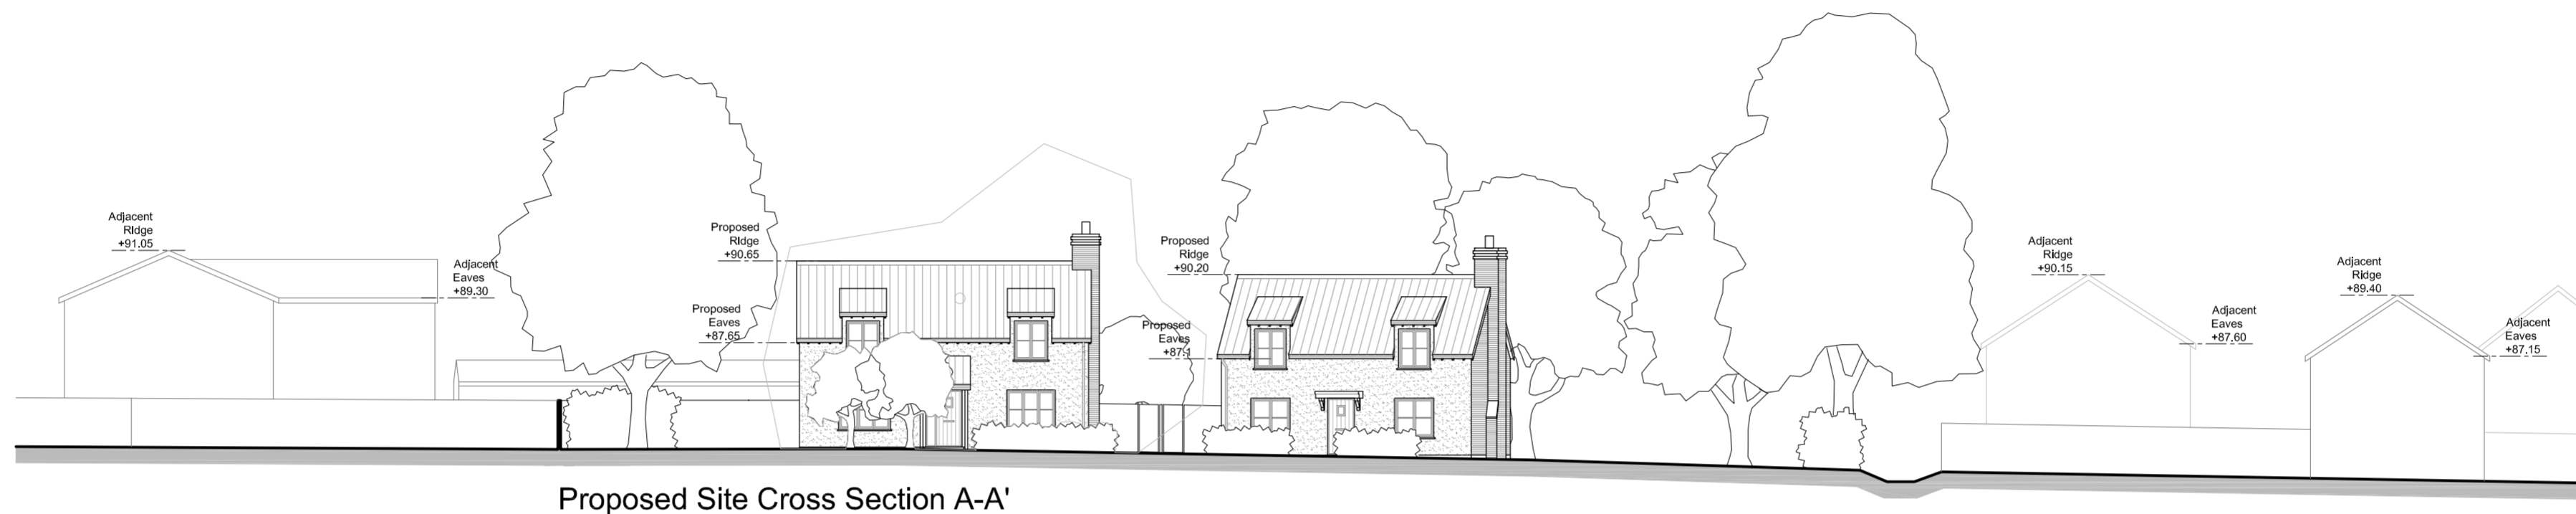 Adjacent
Ridge
+91.05
Adjacent
Eaves
+89.30
Proposed
Ridge
+90.65
Proposed
Eaves
+87.65
Proposed
Ridge
+90.20
Proposed
Eaves
+87.1
Adjacent
Ridge
+90.15
Adjacent
Eaves
+87.60
Adjacent
Ridge
+89.40
Adjacent
Eaves
+87.15
Proposed Site Cross Section A-A'